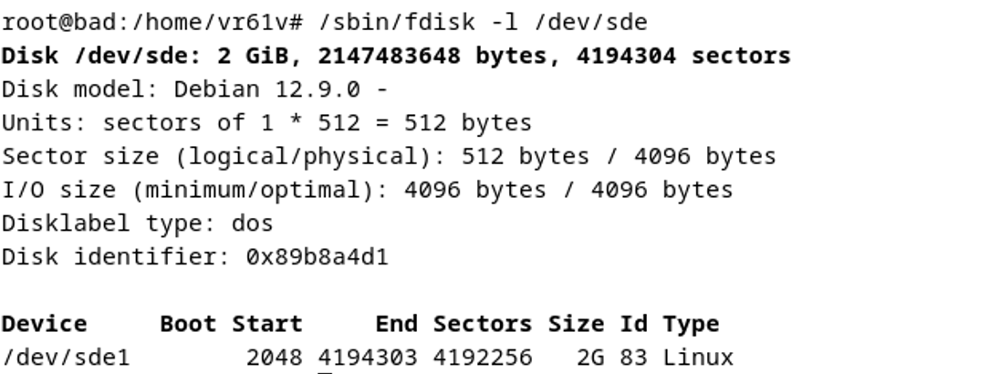 root@bad:/home/vr61v# /sbin/fdisk -l /dev/sde
Disk /dev/sde: 2 GiB, 2147483648 bytes, 4194304 sectors
Disk model: Debian 12.9.0 -
Units: sectors of 1 * 512 = 512 bytes
Sector size (logical/physical): 512 bytes / 4096 bytes
I/O size (minimum/optimal): 4096 bytes / 4096 bytes
Disklabel type: dos
Disk identifier: 0x89b8a4d1

Device     Boot Start     End Sectors Size Id Type
/dev/sde1        2048 4194303 4192256   2G 83 Linux